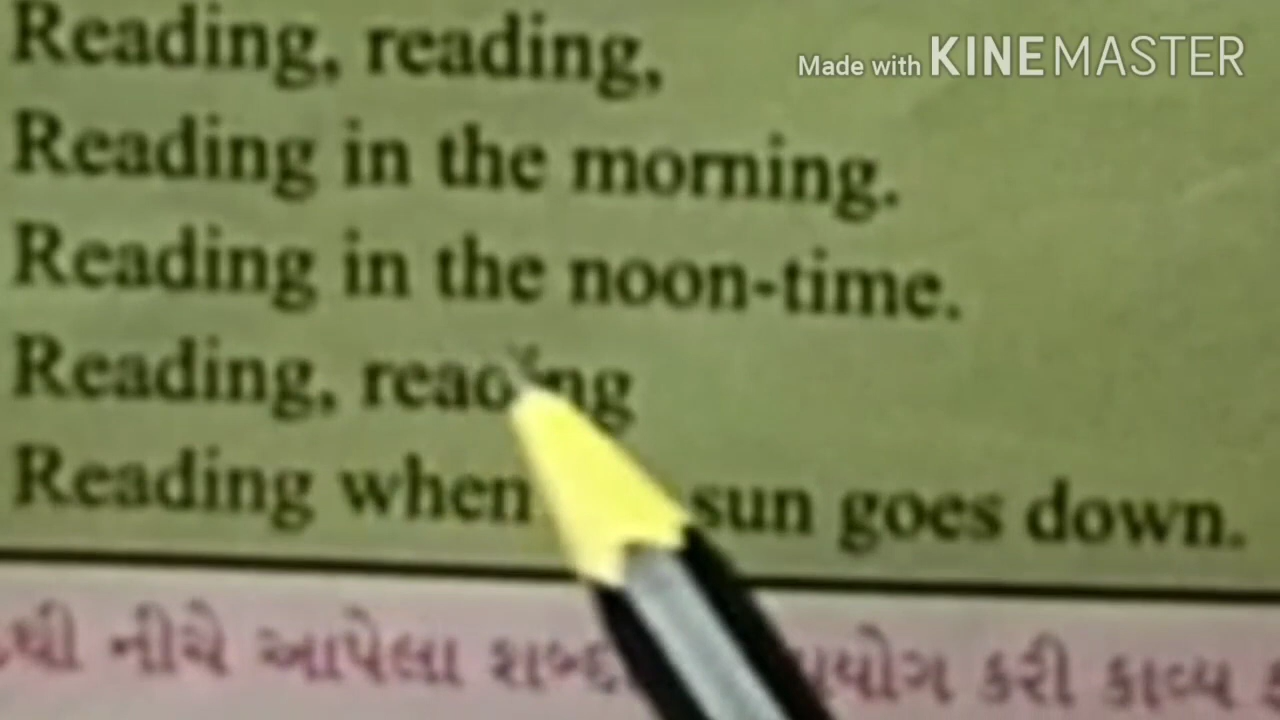 Reading, reading,
Made with KINEMASTER
Reading in the morning.
Reading in the noon-time.
Reading, reading
Reading when sun goes down.
નીચે આપેલા કરી કાવ્ય